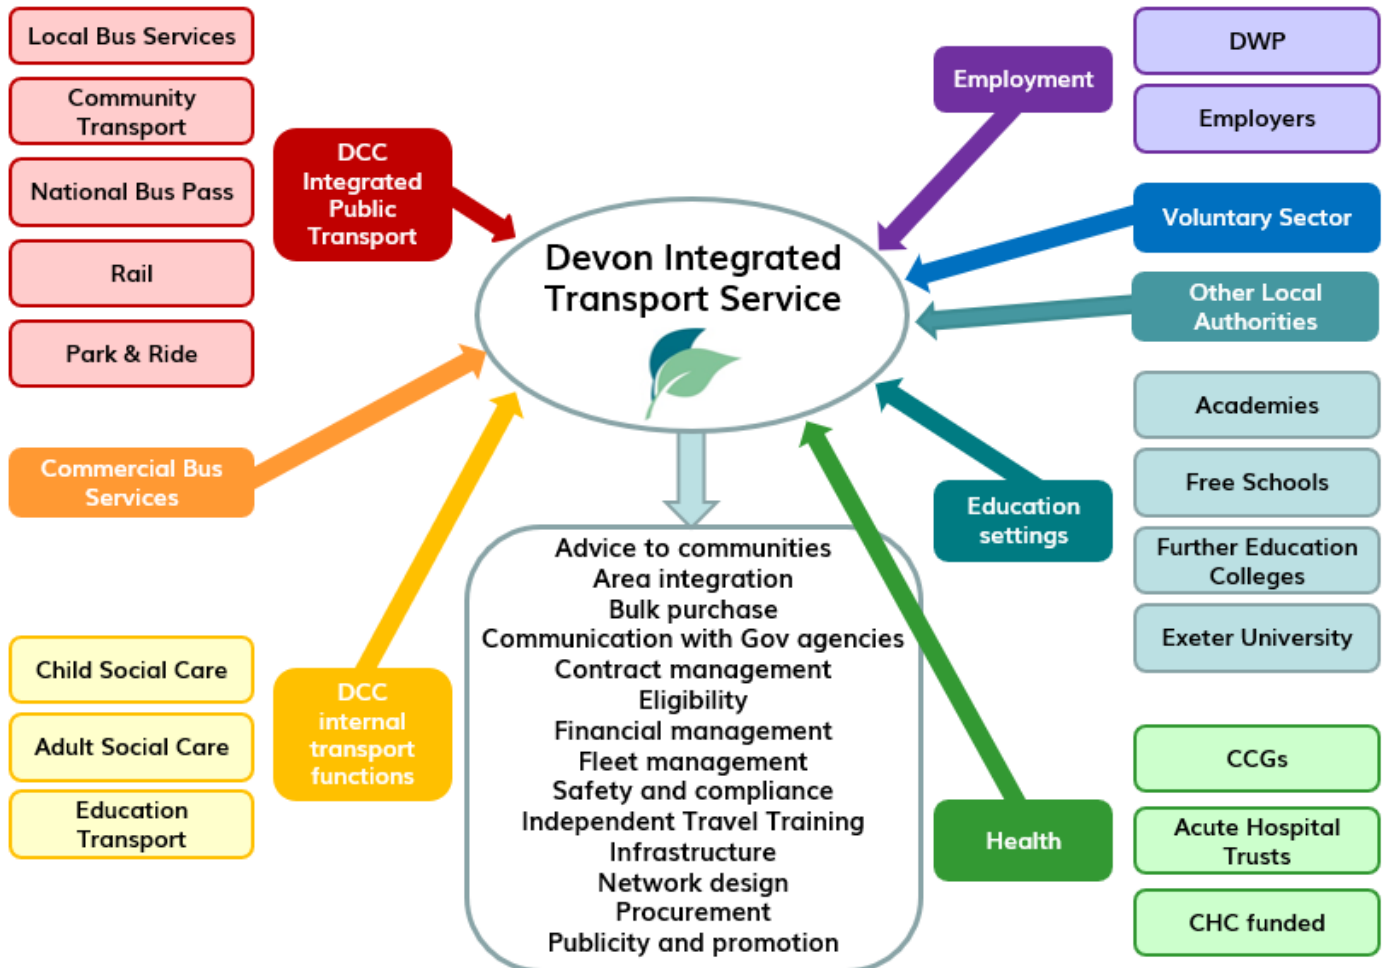 Local Bus Services
Community
Transport
National Bus Pass
Rail
Park & Ride
DCC
Integrated
Public
Transport
Commercial Bus
Services
Child Social Care
Adult Social Care
Education
Transport
DCC
internal
transport
functions
Devon Integrated
Transport Service
Advice to communities
Area integration
Bulk purchase
Communication with Gov agencies
Contract management
Eligibility
Financial management
Fleet management
Safety and compliance
Independent Travel Training
Infrastructure
Network design
Procurement
Publicity and promotion
Employment
DWP
Employers
Voluntary Sector
Other Local
Authorities
Education
settings
Academies
Free Schools
Further Education
Colleges
Exeter University
Health
CCGs
Acute Hospital
Trusts
CHC funded